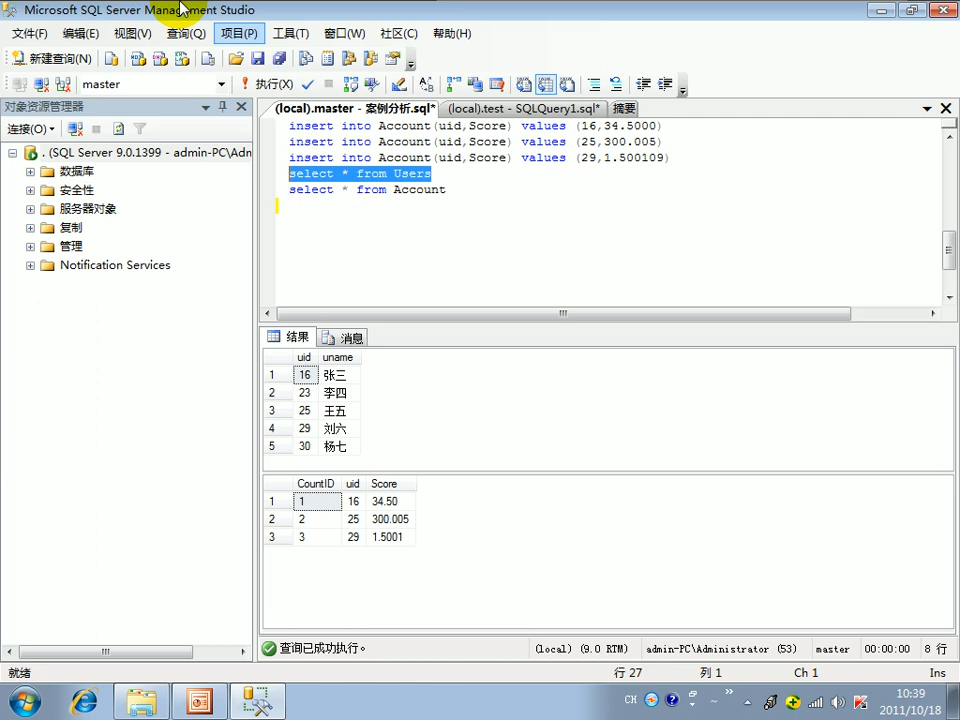 Microsoft SQL Server Management Studio
文件(F) 编辑(E) 视图(V) 查询(Q) 项目(P) 工具(T) 窗口(W) 社区(C) 帮助(H)
新建查询(N)
master 执行(X)
对象资源管理器
连接(O)
. (SQL Server 9.0.1399 - admin-PC\Adn
数据库
安全性
服务器对象
复制
管理
Notification Services
(local).master - 案例分析.sql* (local).test - SQLQuery1.sql* 摘要
insert into Account(uid,Score) values (16,34.5000)
insert into Account(uid,Score) values (25,300.005)
insert into Account(uid,Score) values (29,1.500109)
select * from Users
select * from Account
结果 消息
uid uname
1 16 张三
2 23 李四
3 25 王五
4 29 刘六
5 30 杨七
CountID uid Score
1 1 16 34.50
2 2 25 300.005
3 3 29 1.5001
查询已成功执行。 (local) (9.0 RTM) admin-PC\Administrator (53) master 00:00:00 8 行
就绪 行 27 列 1 Ch 1 Ins
CH 10:39
2011/10/18